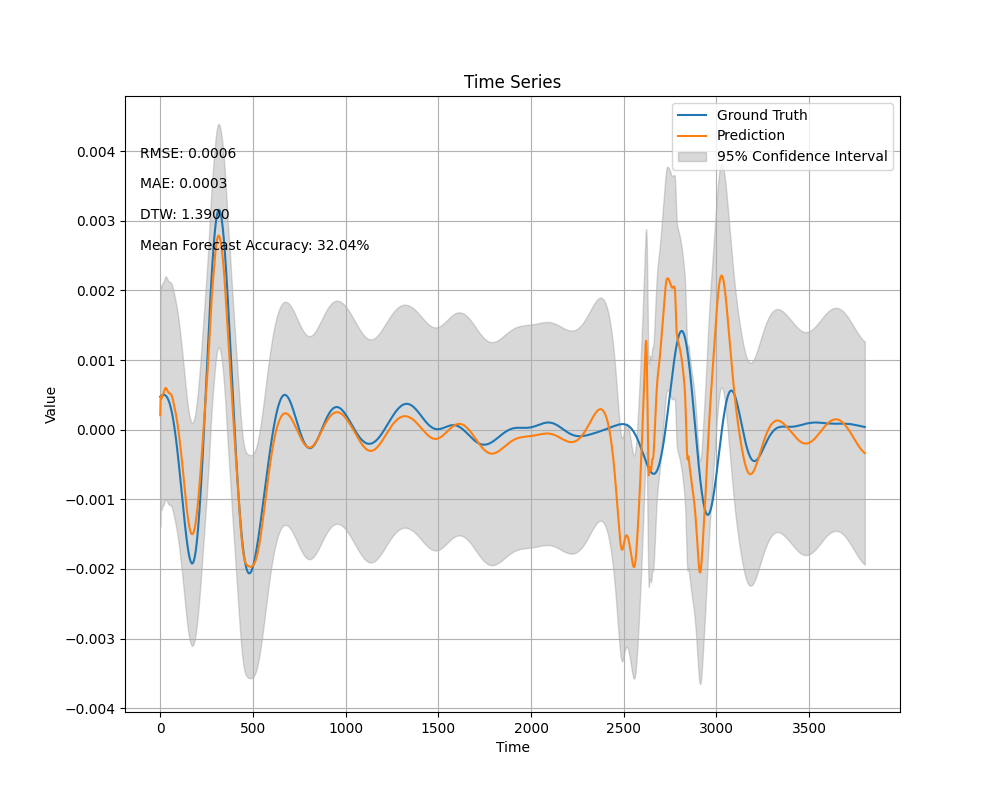 Time Series
Ground Truth
Prediction
95% Confidence Interval
RMSE: 0.0006
MAE: 0.0003
DTW: 1.3900
Mean Forecast Accuracy: 32.04%
0.004
0.003
0.002
0.001
0.000
−0.001
−0.002
−0.003
−0.004
Value
0 500 1000 1500 2000 2500 3000 3500
Time